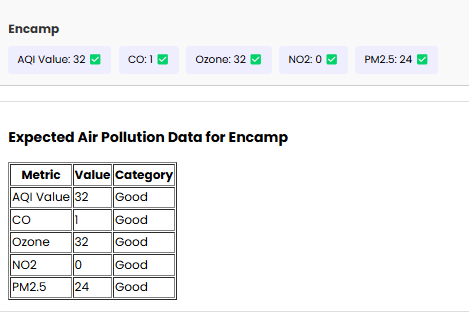 Encamp
AQI Value: 32 ✅ CO: 1 ✅ Ozone: 32 ✅ NO2: 0 ✅ PM2.5: 24 ✅
Expected Air Pollution Data for Encamp
Metric Value Category
AQI Value 32 Good
CO 1 Good
Ozone 32 Good
NO2 0 Good
PM2.5 24 Good